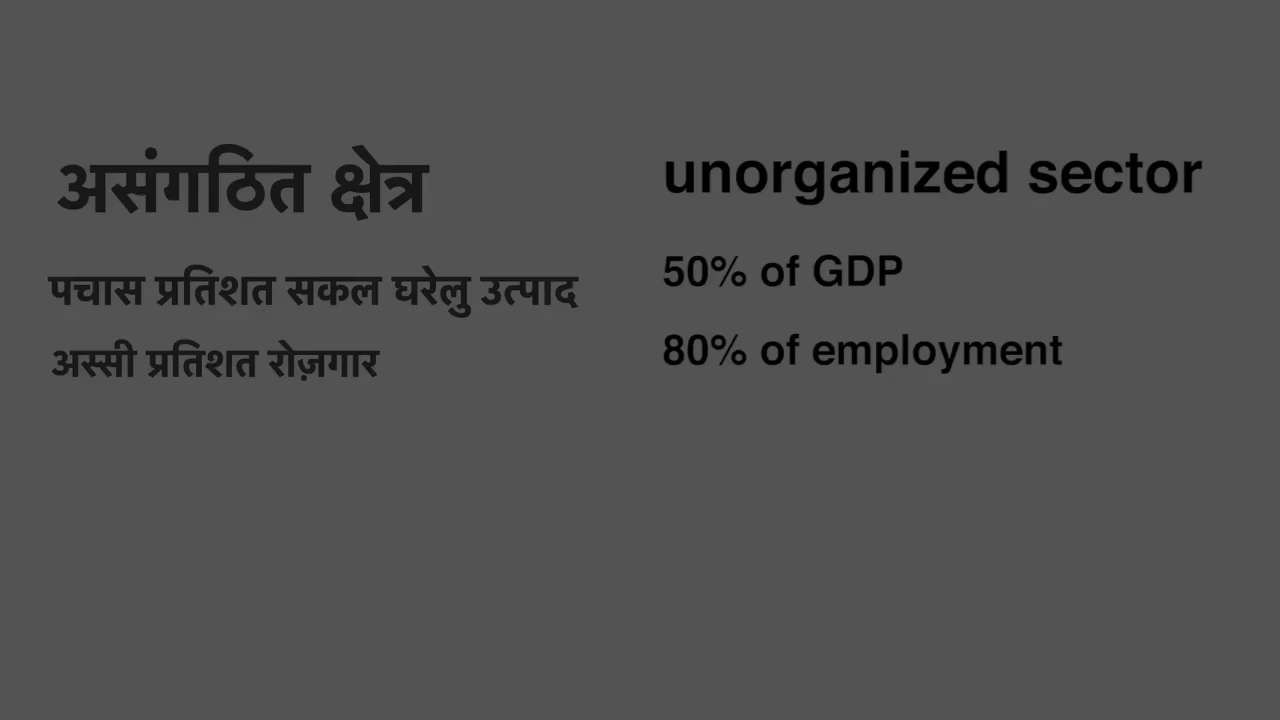 असंगठित क्षेत्र
पचास प्रतिशत सकल घरेलु उत्पाद
अस्सी प्रतिशत रोज़गार
unorganized sector
50% of GDP
80% of employment